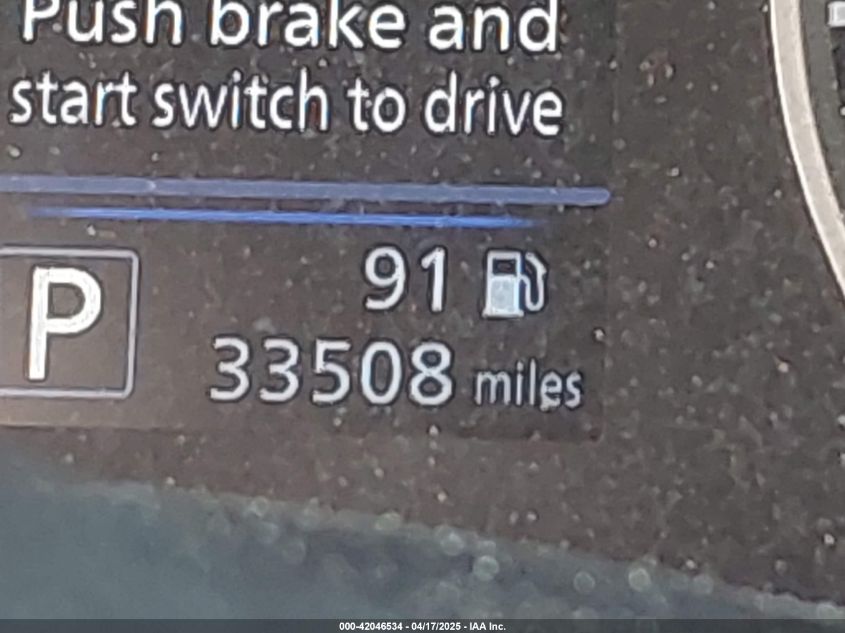 Push brake and
start switch to drive
91
P
33508 miles
000-42046534 - 04/17/2025 - IAA Inc.